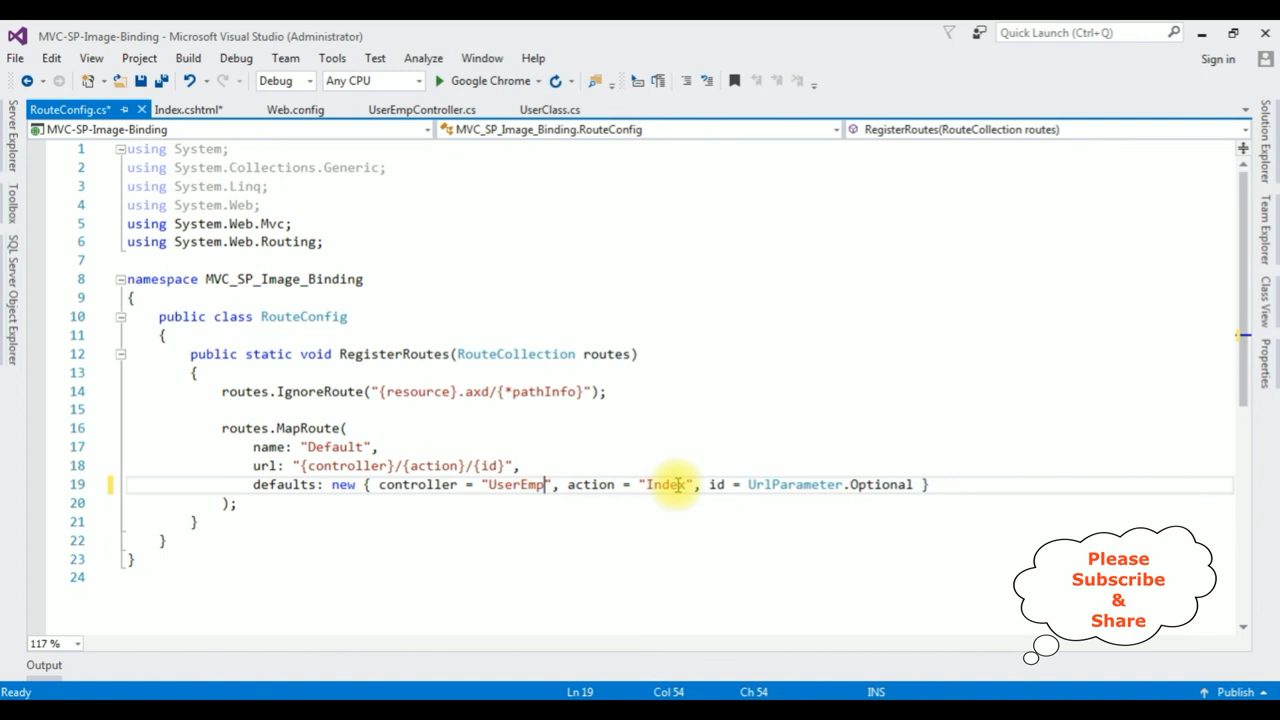 MVC-SP-Image-Binding - Microsoft Visual Studio (Administrator)
Quick Launch (Ctrl+Q)
File Edit View Project Build Debug Team Tools Test Analyze Window Help
Sign in
Debug Any CPU Google Chrome
RouteConfig.cs* Index.cshtml* Web.config UserEmpController.cs UserClass.cs
MVC-SP-Image-Binding MVC_SP_Image_Binding.RouteConfig RegisterRoutes(RouteCollection routes)
Server Explorer
Toolbox
SQL Server Object Explorer
1 using System;
2 using System.Collections.Generic;
3 using System.Linq;
4 using System.Web;
5 using System.Web.Mvc;
6 using System.Web.Routing;
7
8 namespace MVC_SP_Image_Binding
9 {
10 public class RouteConfig
11 {
12 public static void RegisterRoutes(RouteCollection routes)
13 {
14 routes.IgnoreRoute("{resource}.axd/{*pathInfo}");
15
16 routes.MapRoute(
17 name: "Default",
18 url: "{controller}/{action}/{id}",
19 defaults: new { controller = "UserEmp", action = "Index", id = UrlParameter.Optional }
20 );
21 }
22 }
23 }
24
Solution Explorer
Team Explorer
Class View
Properties
Please
Subscribe
&
Share
117 %
Output
Ready Ln 19 Col 54 Ch 54 INS Publish